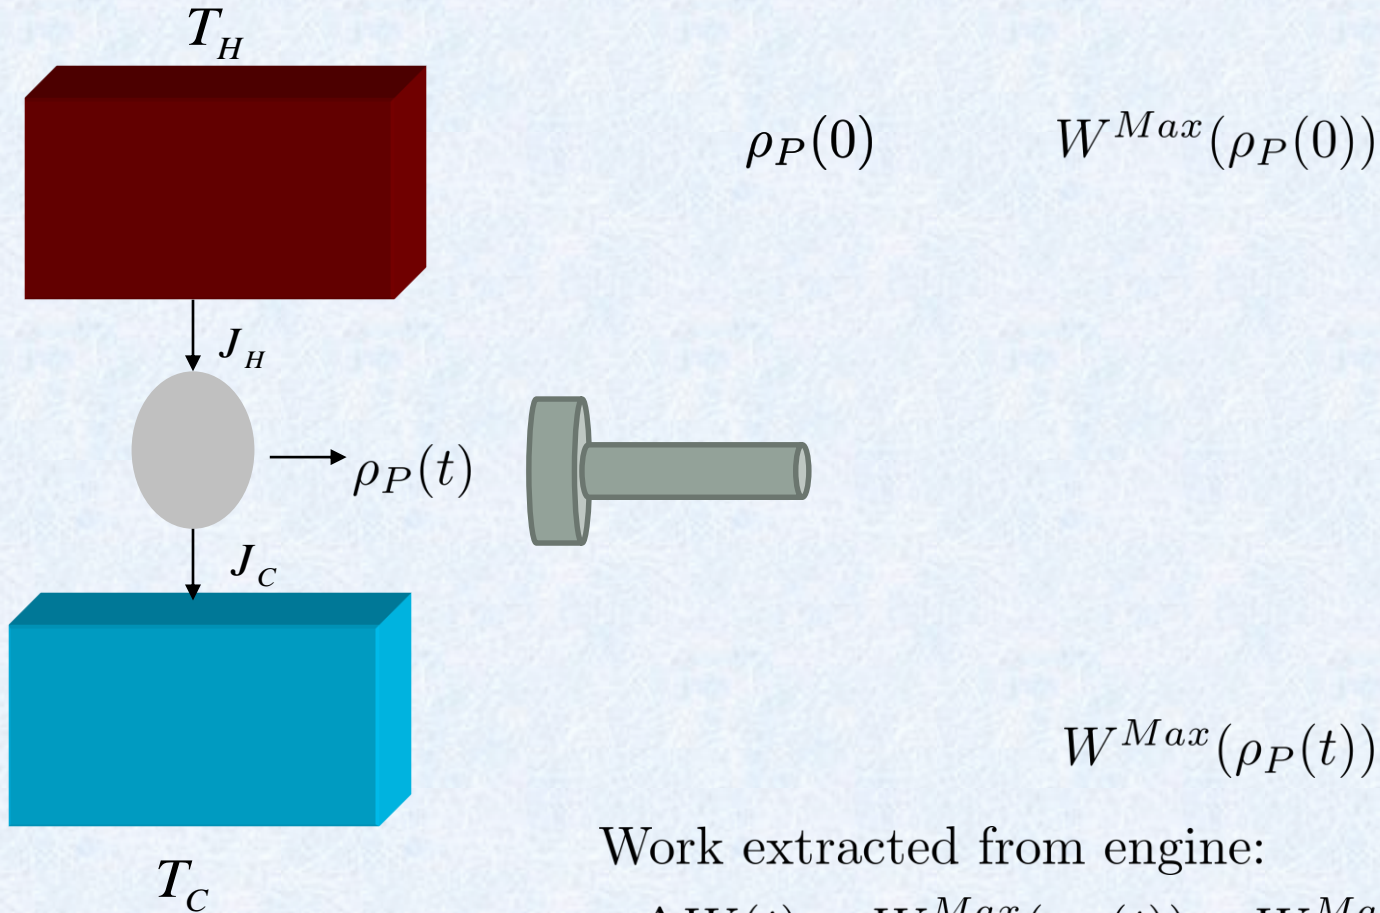 T_H
ρ_P(0) W^{Max}(ρ_P(0))
J_H
ρ_P(t)
J_C
W^{Max}(ρ_P(t))
Work extracted from engine:
T_C